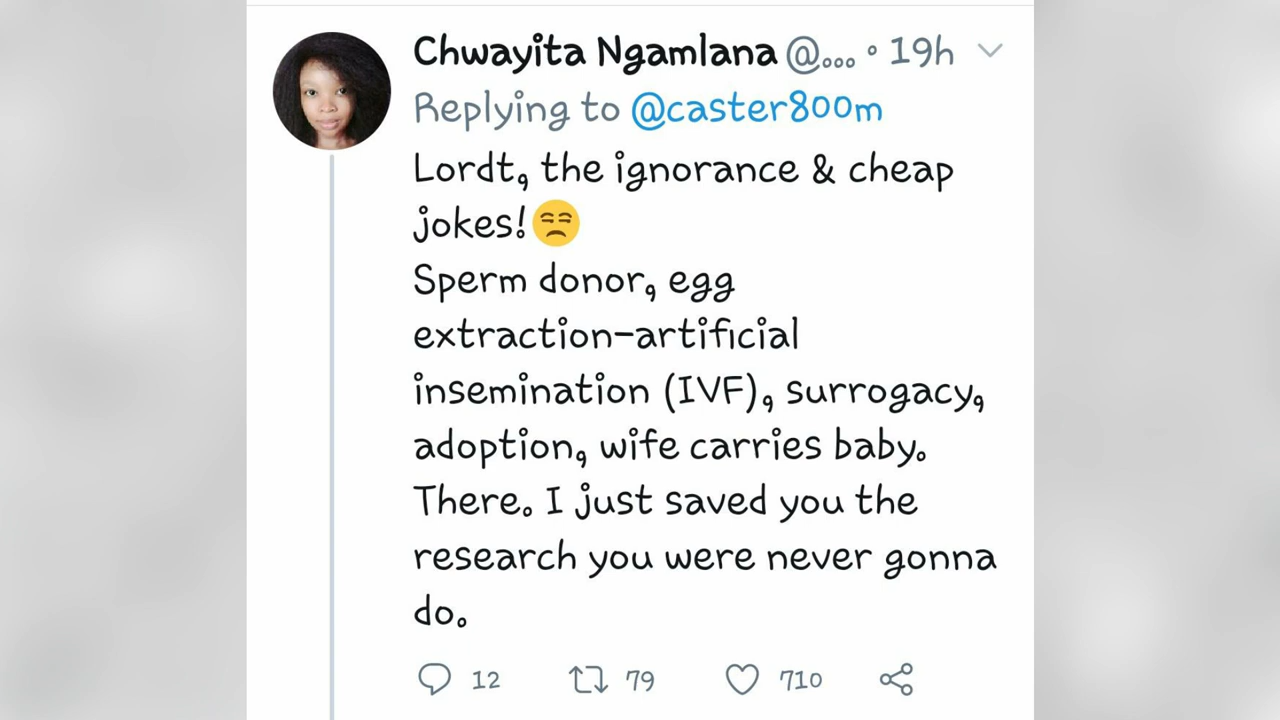 Chwayita Ngamlana @... • 19h
Replying to @caster800m
Lordt, the ignorance & cheap
jokes!😒
Sperm donor, egg
extraction-artificial
insemination (IVF), surrogacy,
adoption, wife carries baby.
There. I just saved you the
research you were never gonna
do.
12 79 710